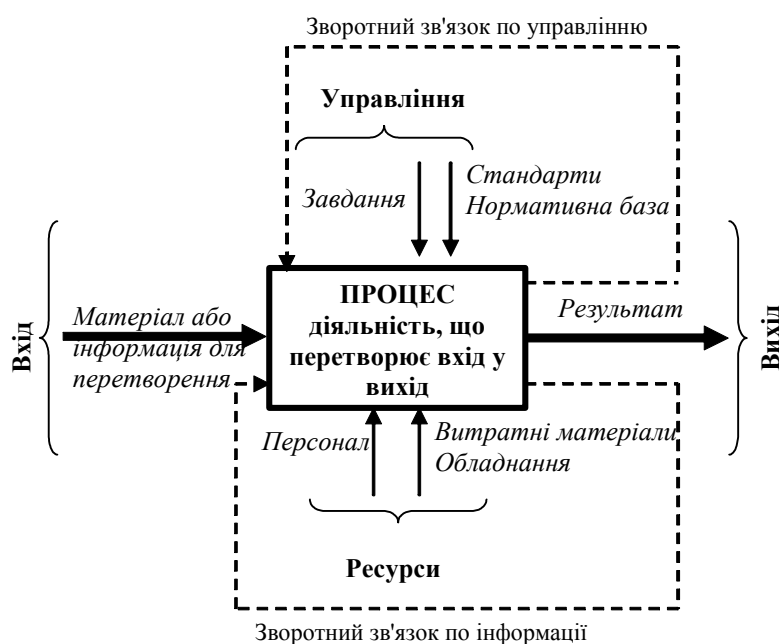 Зворотний зв'язок по управлінню
Управління
Завдання
Стандарти
Нормативна база
Вхід
Матеріал або
інформація для
перетворення
ПРОЦЕС
діяльність, що
перетворює вхід у
вихід
Результат
Вихід
Персонал
Витратні матеріали
Обладнання
Ресурси
Зворотний зв'язок по інформації